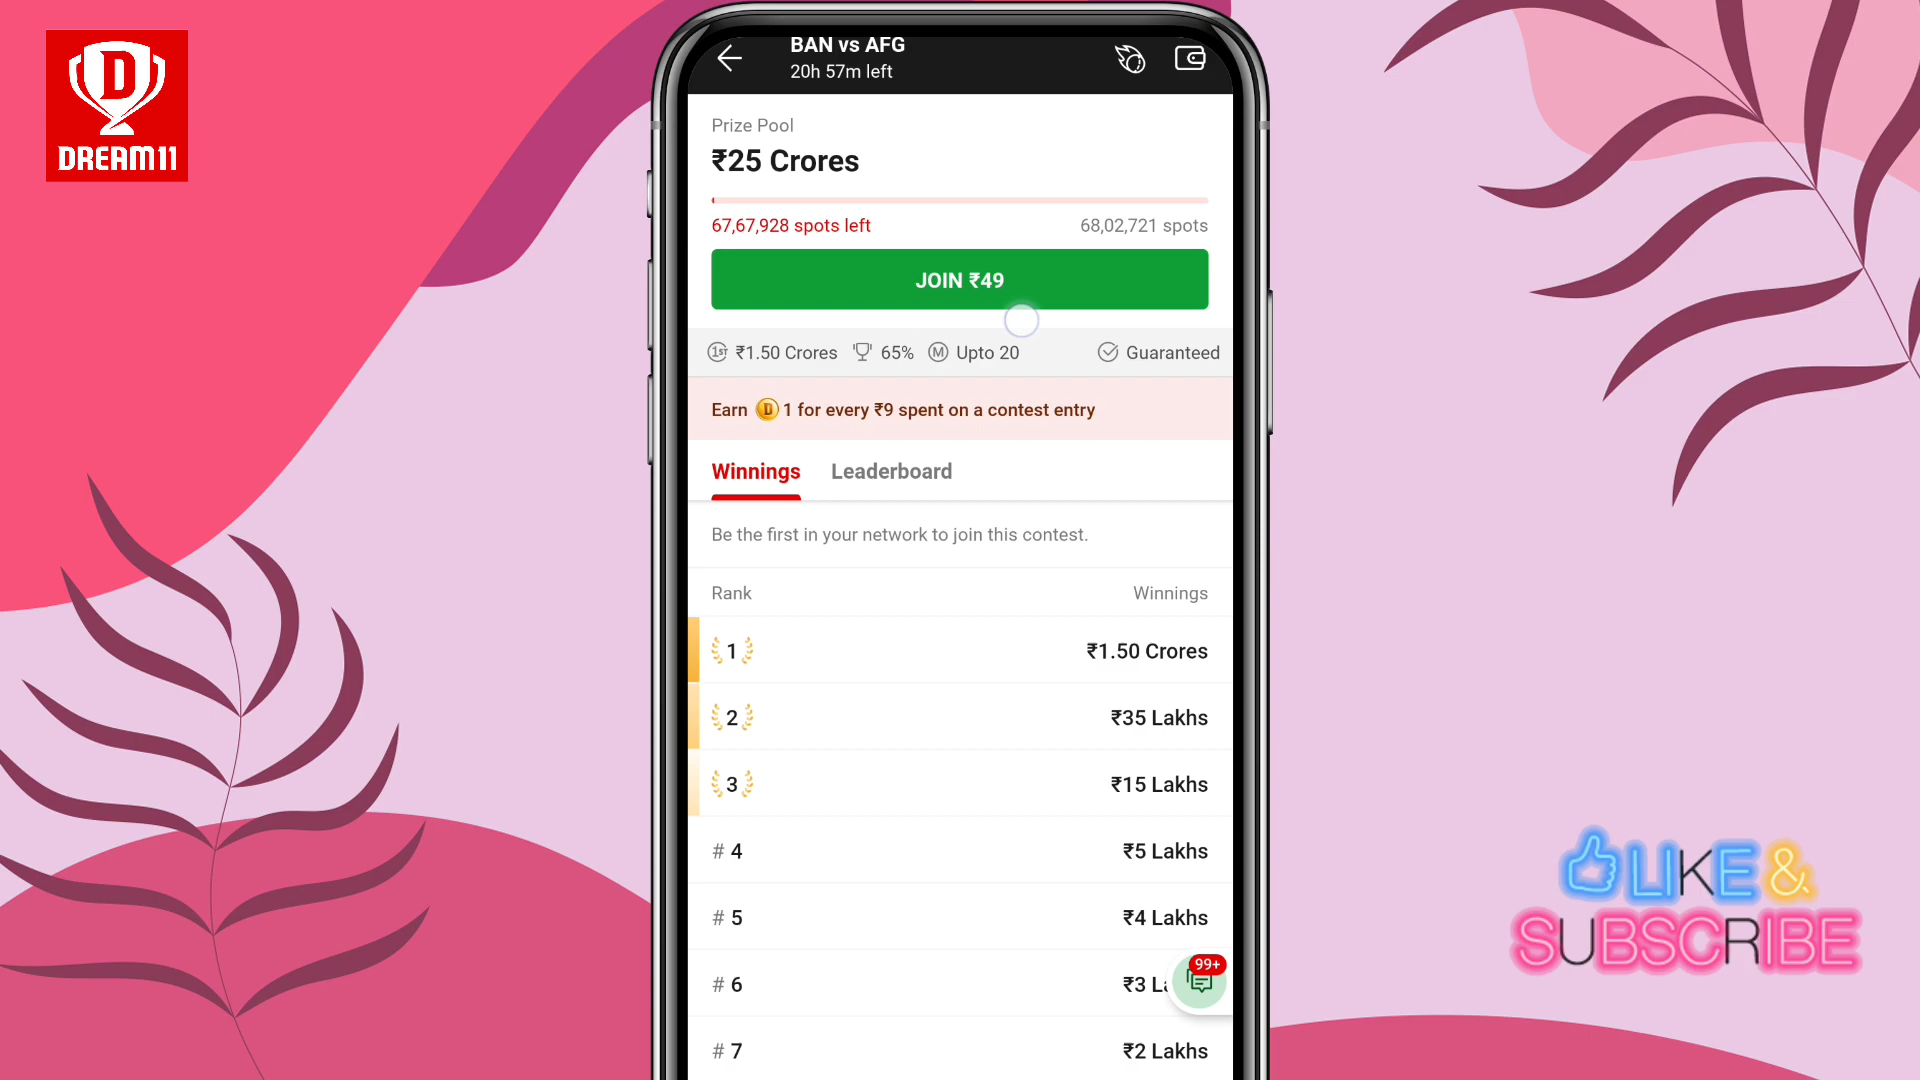 DREAM11
BAN vs AFG
20h 57m left
Prize Pool
₹25 Crores
67,67,928 spots left
68,02,721 spots
JOIN ₹49
1ST ₹1.50 Crores 65% M Upto 20 Guaranteed
Earn D 1 for every ₹9 spent on a contest entry
Winnings Leaderboard
Be the first in your network to join this contest.
Rank Winnings
1 ₹1.50 Crores
2 ₹35 Lakhs
3 ₹15 Lakhs
# 4 ₹5 Lakhs
# 5 ₹4 Lakhs
# 6 ₹3
99+
# 7 ₹2 Lakhs
LIKE &
SUBSCRIBE